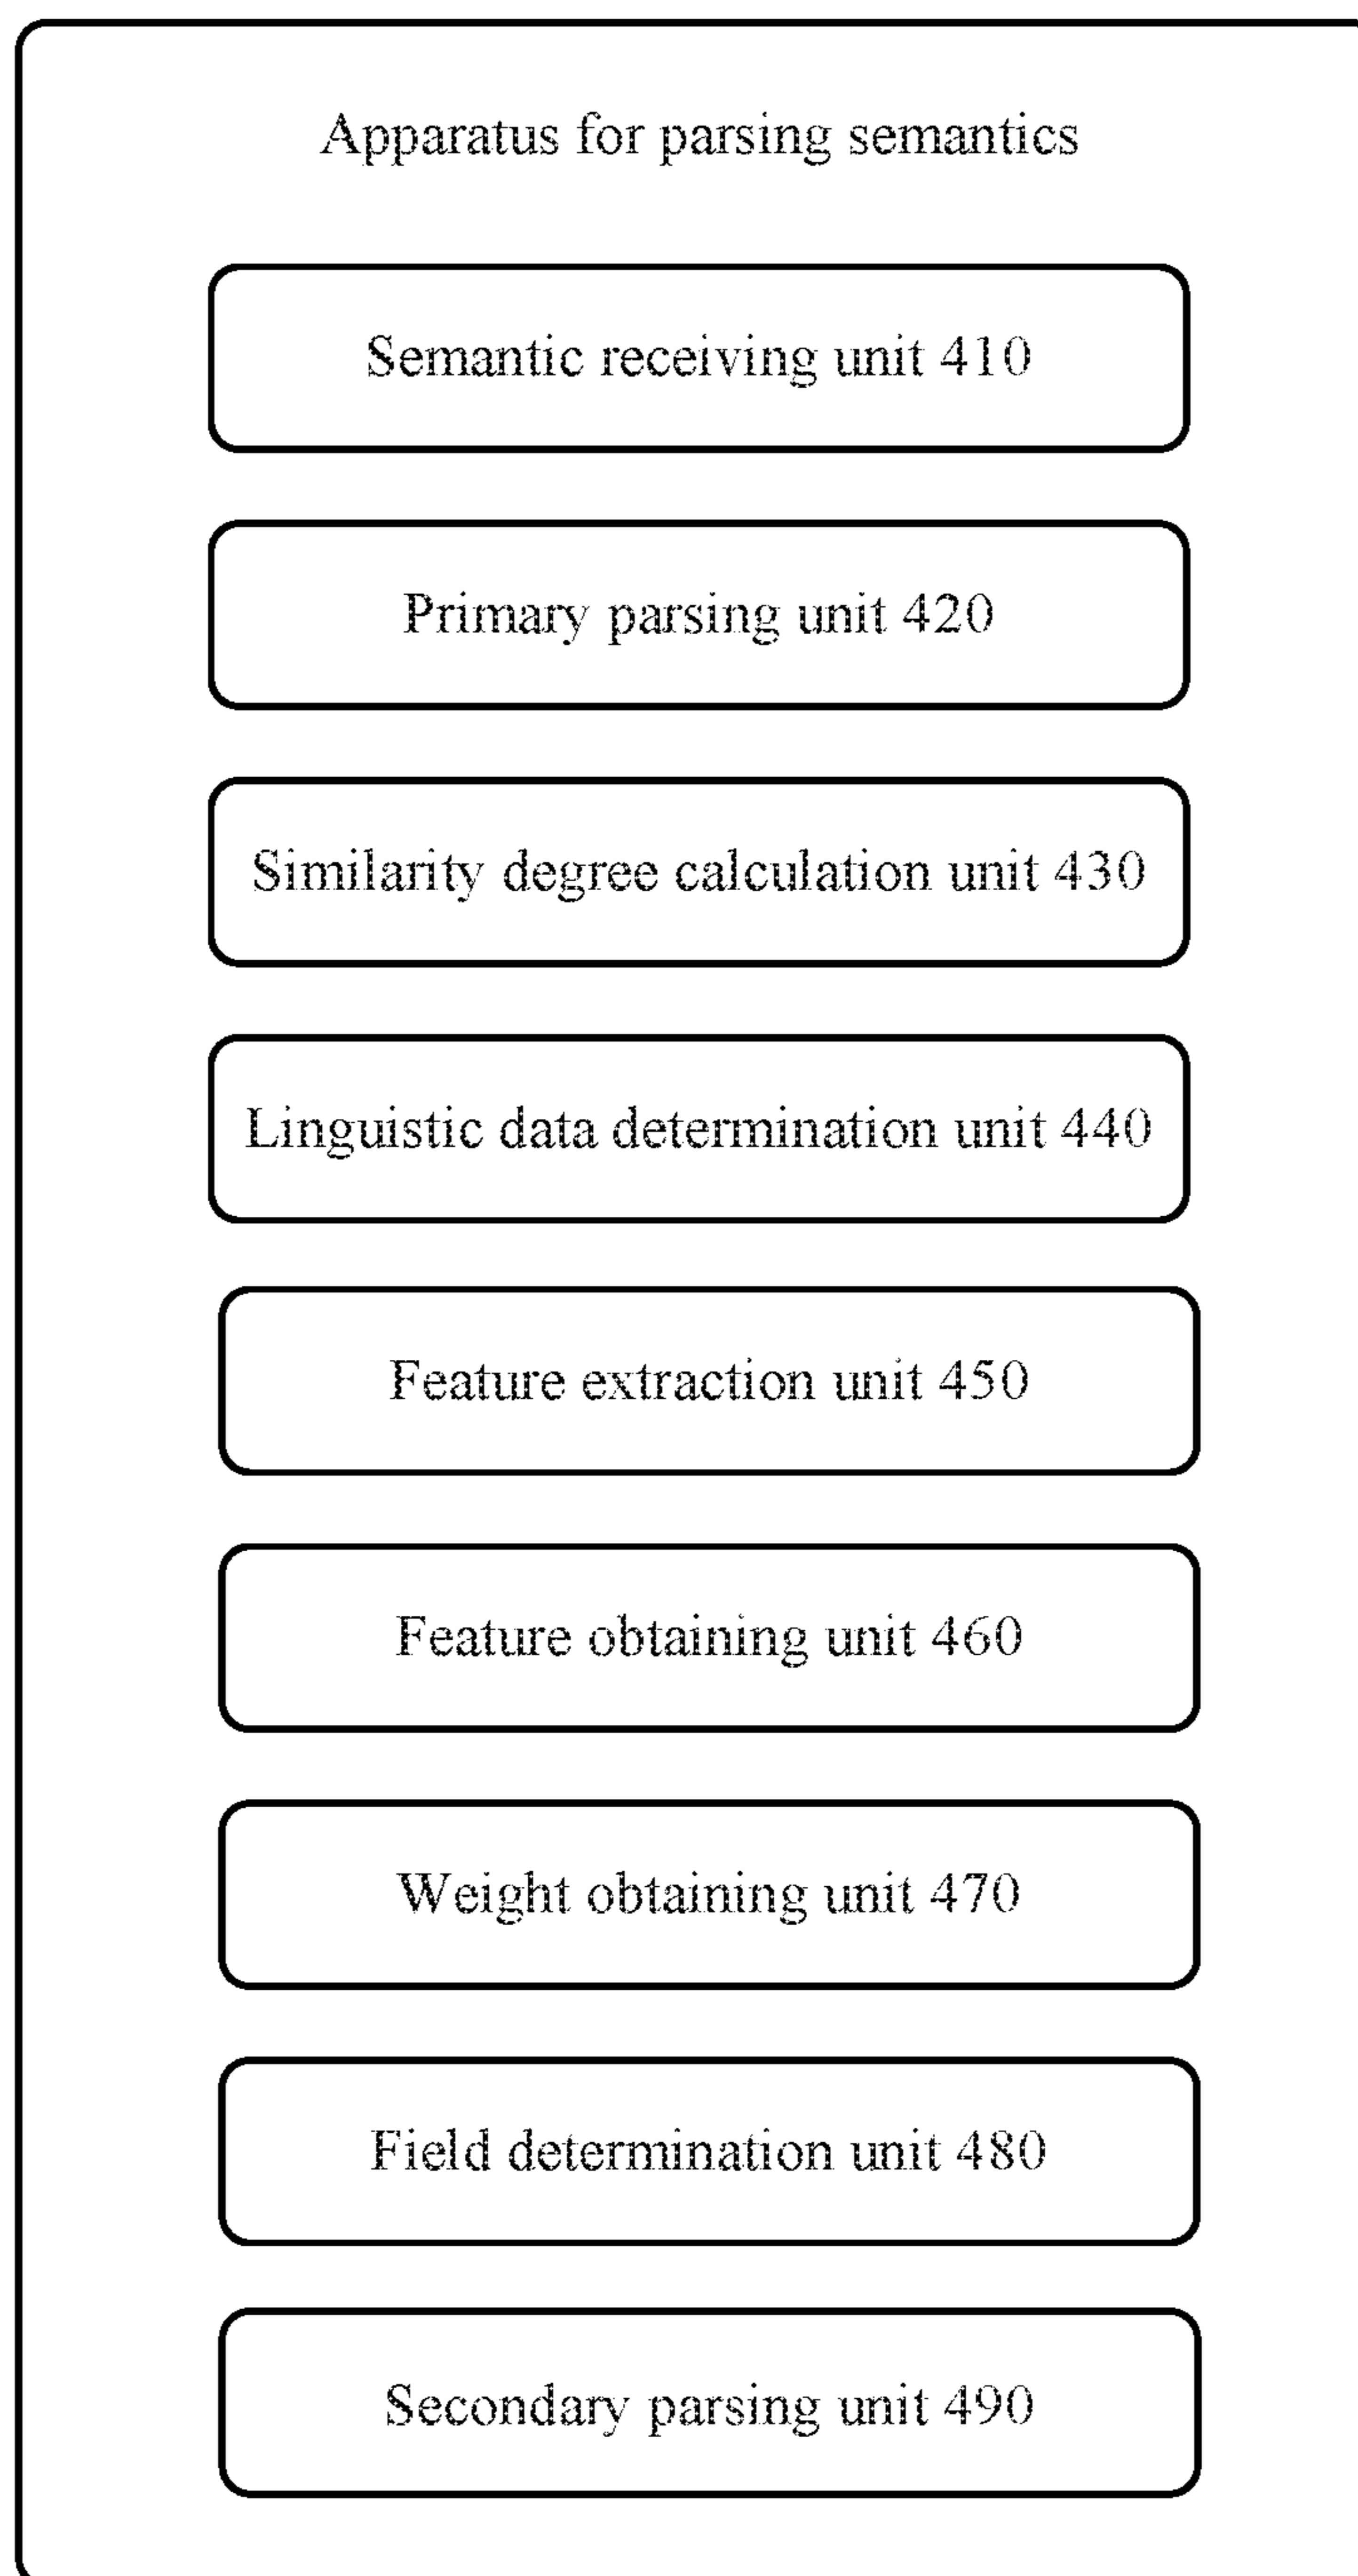 Apparatus for parsing semantics
Semantic receiving unit 410
Primary parsing unit 420
Similarity degree calculation unit 430
Linguistic data determination unit 440
Feature extraction unit 450
Feature obtaining unit 460
Weight obtaining unit 470
Field determination unit 480
Secondary parsing unit 490